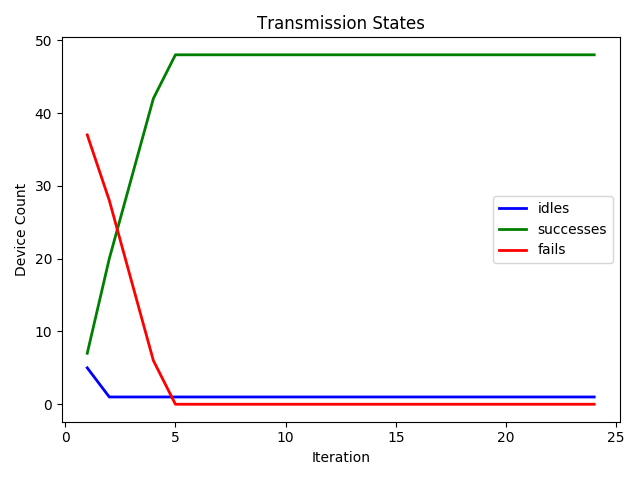 Transmission States
50
40
30
20
10
0
Device Count
idles
successes
fails
0 5 10 15 20 25
Iteration